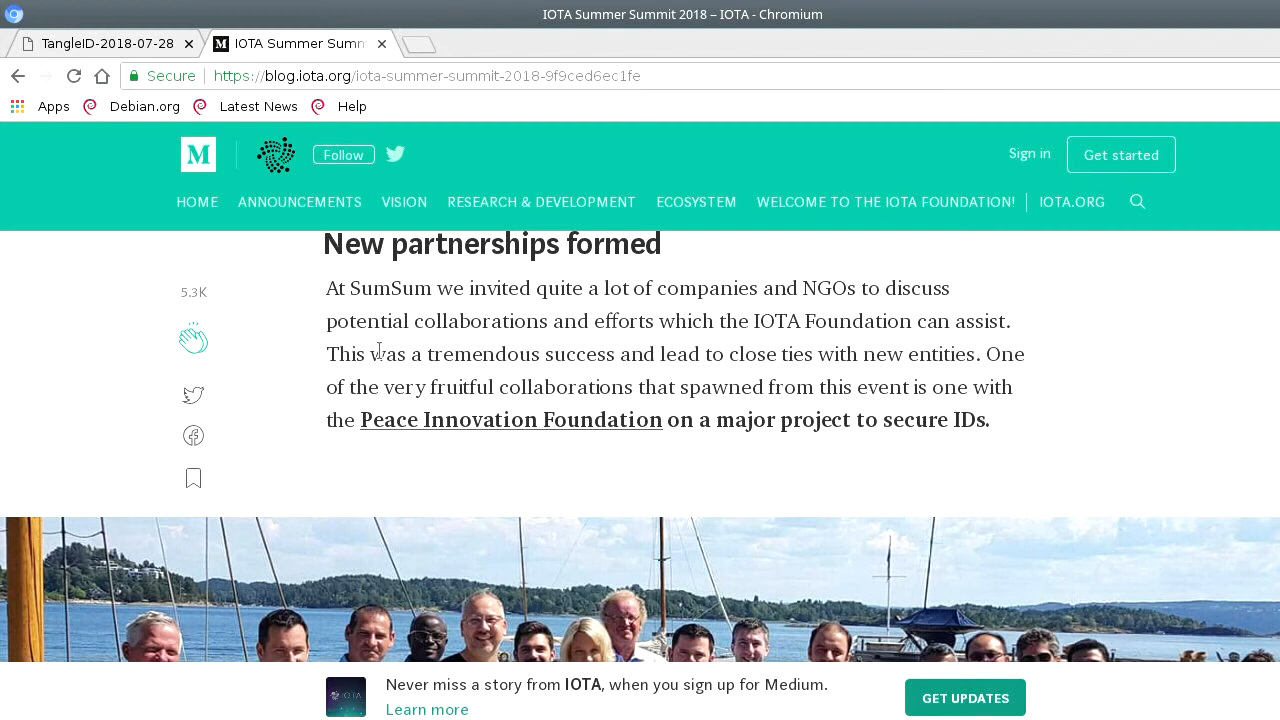 IOTA Summer Summit 2018 – IOTA - Chromium
TangleID-2018-07-28
IOTA Summer Summ
Secure https://blog.iota.org/iota-summer-summit-2018-9f9ced6ec1fe
Apps Debian.org Latest News Help
M Follow Sign in Get started
HOME ANNOUNCEMENTS VISION RESEARCH & DEVELOPMENT ECOSYSTEM WELCOME TO THE IOTA FOUNDATION! IOTA.ORG
New partnerships formed
At SumSum we invited quite a lot of companies and NGOs to discuss
potential collaborations and efforts which the IOTA Foundation can assist.
This was a tremendous success and lead to close ties with new entities. One
of the very fruitful collaborations that spawned from this event is one with
the Peace Innovation Foundation on a major project to secure IDs.
5.3K
Never miss a story from IOTA, when you sign up for Medium.
Learn more
IOTA
GET UPDATES